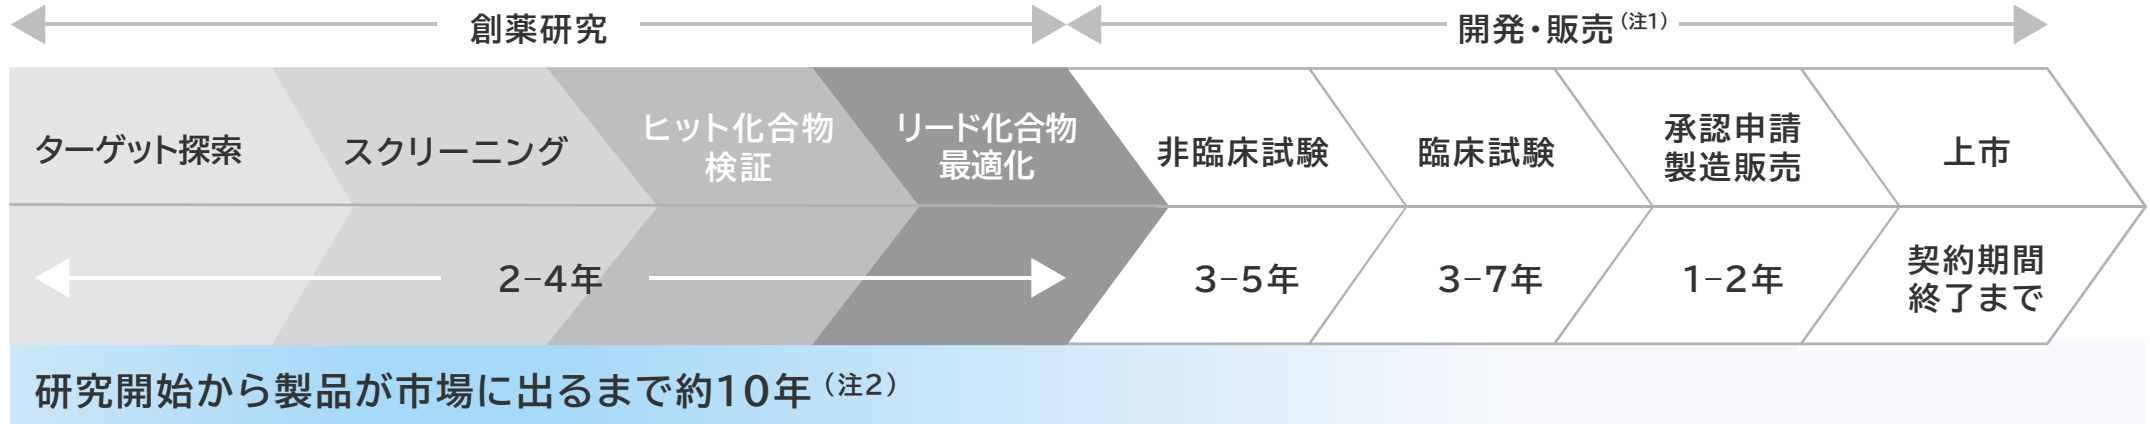 創薬研究
開発・販売（注1）
ターゲット探索
スクリーニング
ヒット化合物
検証
リード化合物
最適化
非臨床試験
臨床試験
承認申請
製造販売
上市
2–4年
3–5年
3–7年
1–2年
契約期間
終了まで
研究開始から製品が市場に出るまで約10年（注2）